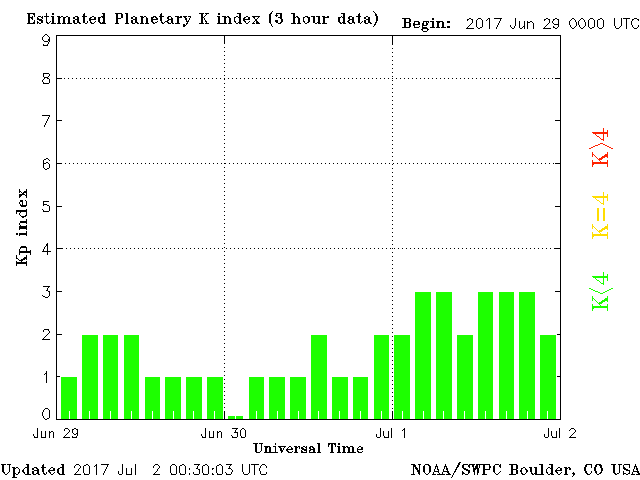 Estimated Planetary K index (3 hour data) Begin: 2017 Jun 29 0000 UTC
9
8
7
6
5
4
3
2
1
0
Kp index
K>4
K=4
K<4
Jun 29 Jun 30 Jul 1 Jul 2
Universal Time
Updated 2017 Jul 2 00:30:03 UTC NOAA/SWPC Boulder, CO USA